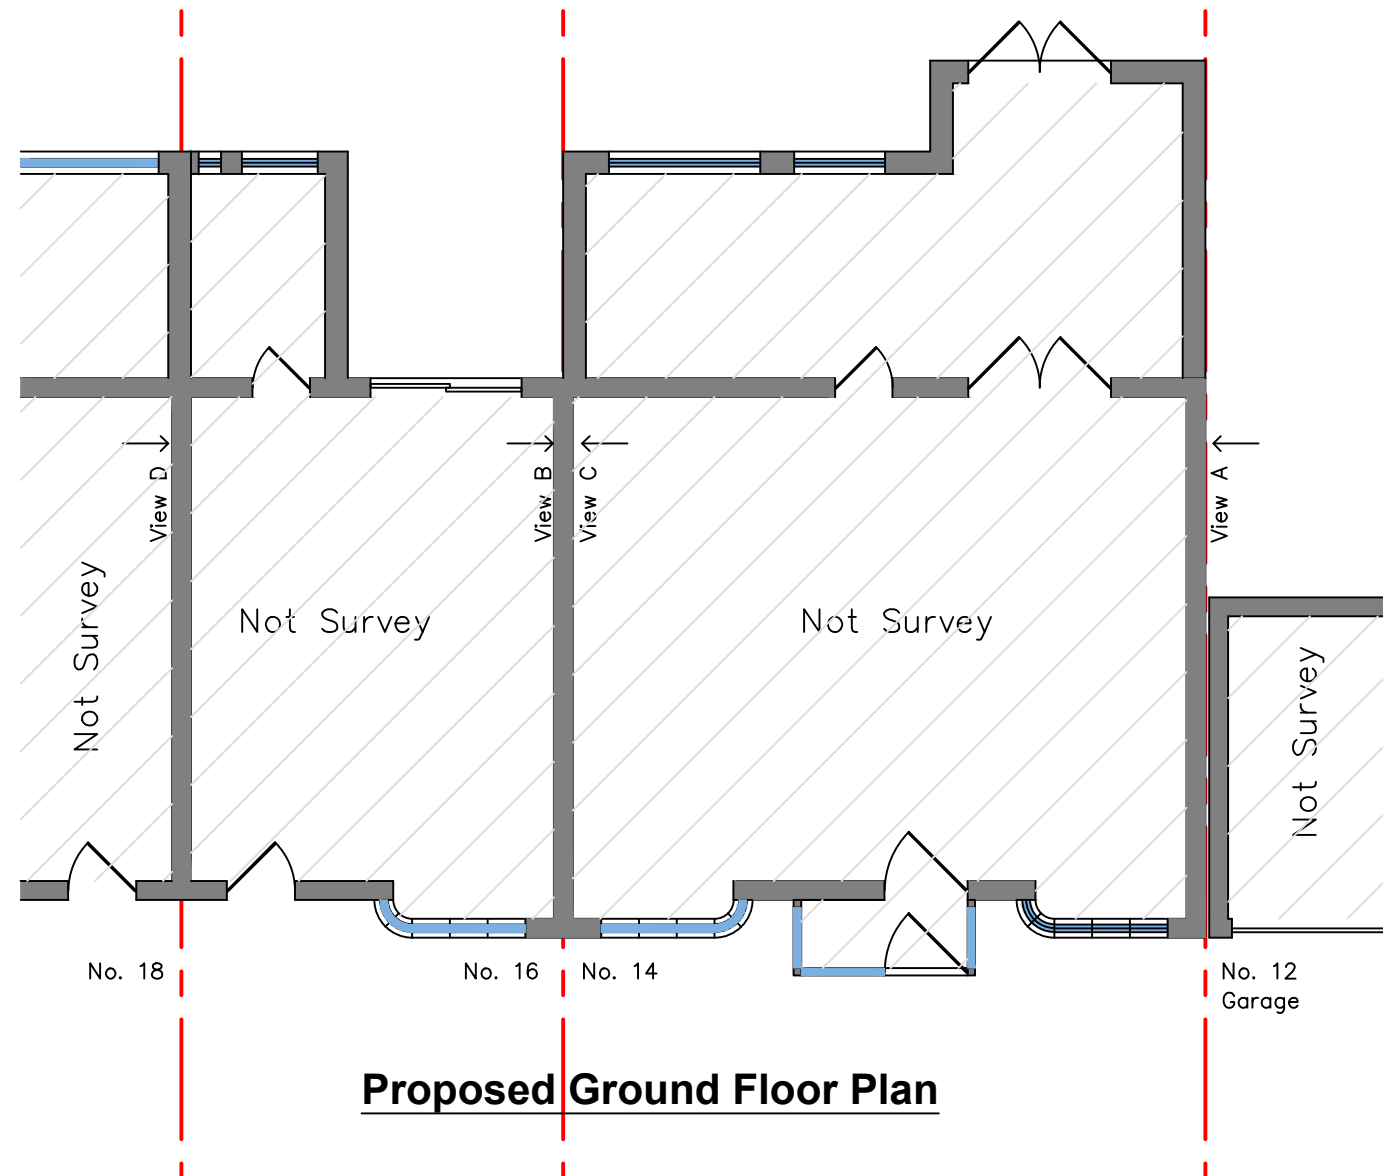 View D
View B
View C
View A
Not Survey
Not Survey
Not Survey
Not Survey
No. 18
No. 16
No. 14
No. 12
Garage
Proposed Ground Floor Plan